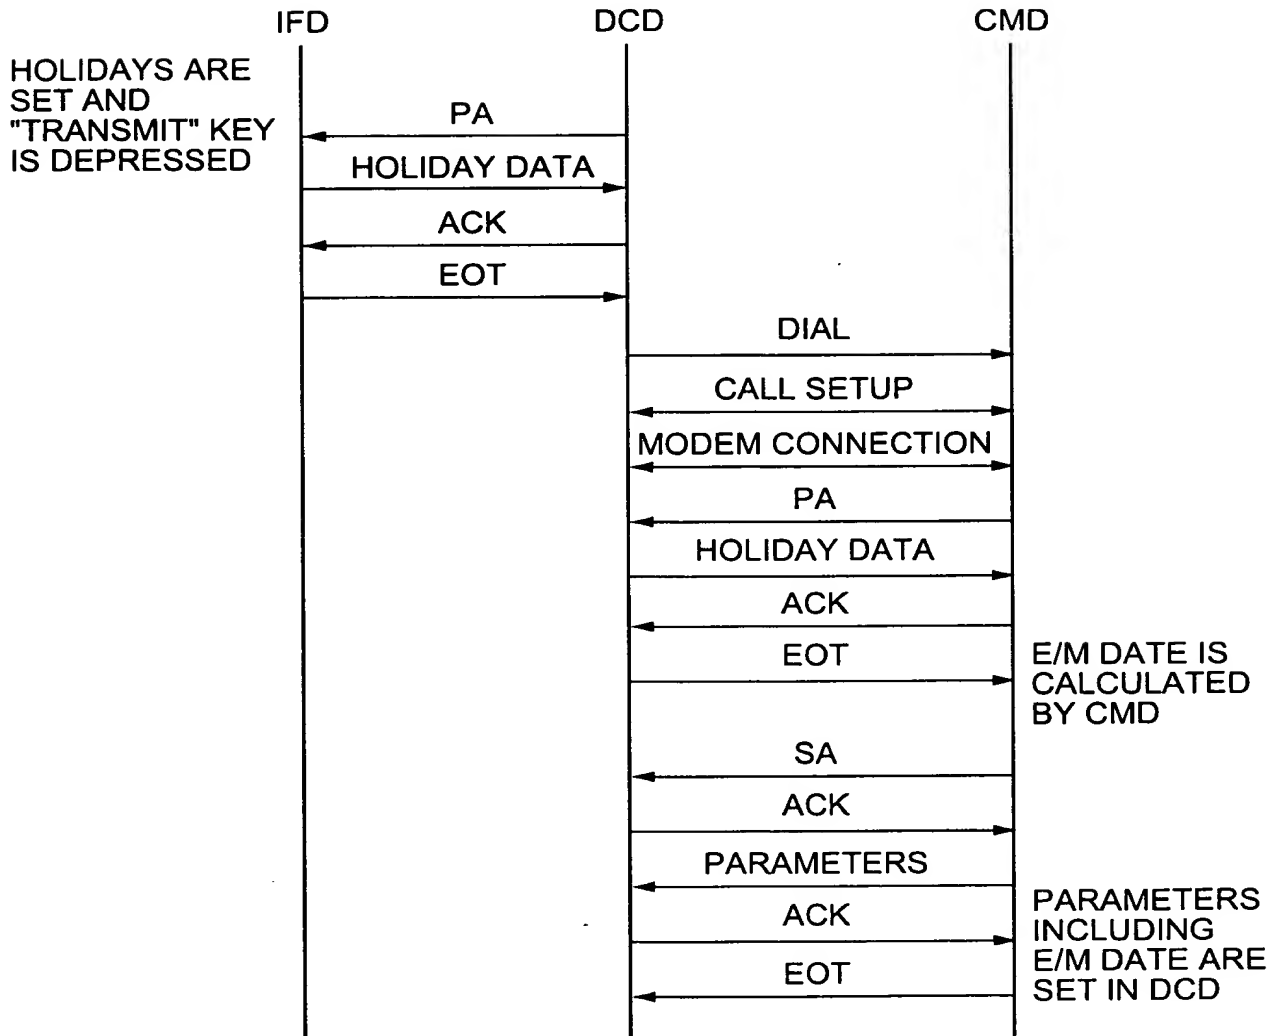 IFD DCD CMD
HOLIDAYS ARE
SET AND
"TRANSMIT" KEY
IS DEPRESSED
PA
HOLIDAY DATA
ACK
EOT
DIAL
CALL SETUP
MODEM CONNECTION
PA
HOLIDAY DATA
ACK
EOT
E/M DATE IS
CALCULATED
BY CMD
SA
ACK
PARAMETERS
ACK
EOT
PARAMETERS
INCLUDING
E/M DATE ARE
SET IN DCD